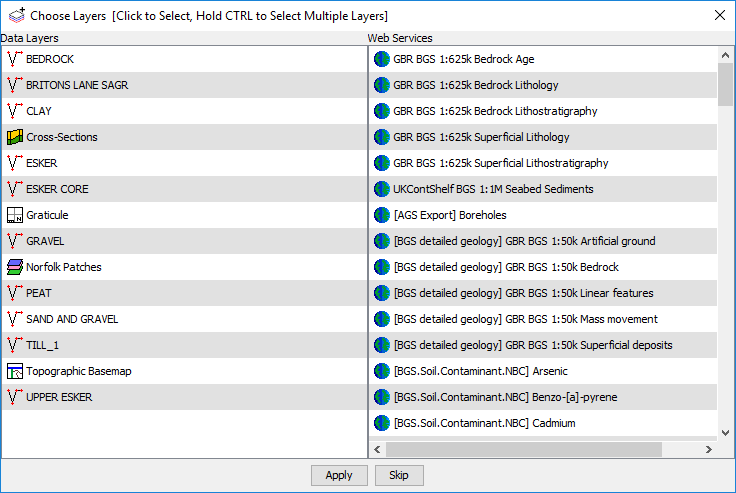 Choose Layers [Click to Select, Hold CTRL to Select Multiple Layers]
Data Layers
BEDROCK
BRITONS LANE SAGR
CLAY
Cross-Sections
ESKER
ESKER CORE
Graticule
GRAVEL
Norfolk Patches
PEAT
SAND AND GRAVEL
TILL_1
Topographic Basemap
UPPER ESKER
Web Services
GBR BGS 1:625k Bedrock Age
GBR BGS 1:625k Bedrock Lithology
GBR BGS 1:625k Bedrock Lithostratigraphy
GBR BGS 1:625k Superficial Lithology
GBR BGS 1:625k Superficial Lithostratigraphy
UKContShelf BGS 1:1M Seabed Sediments
[AGS Export] Boreholes
[BGS detailed geology] GBR BGS 1:50k Artificial ground
[BGS detailed geology] GBR BGS 1:50k Bedrock
[BGS detailed geology] GBR BGS 1:50k Linear features
[BGS detailed geology] GBR BGS 1:50k Mass movement
[BGS detailed geology] GBR BGS 1:50k Superficial deposits
[BGS.Soil.Contaminant.NBC] Arsenic
[BGS.Soil.Contaminant.NBC] Benzo-[a]-pyrene
[BGS.Soil.Contaminant.NBC] Cadmium
Apply
Skip